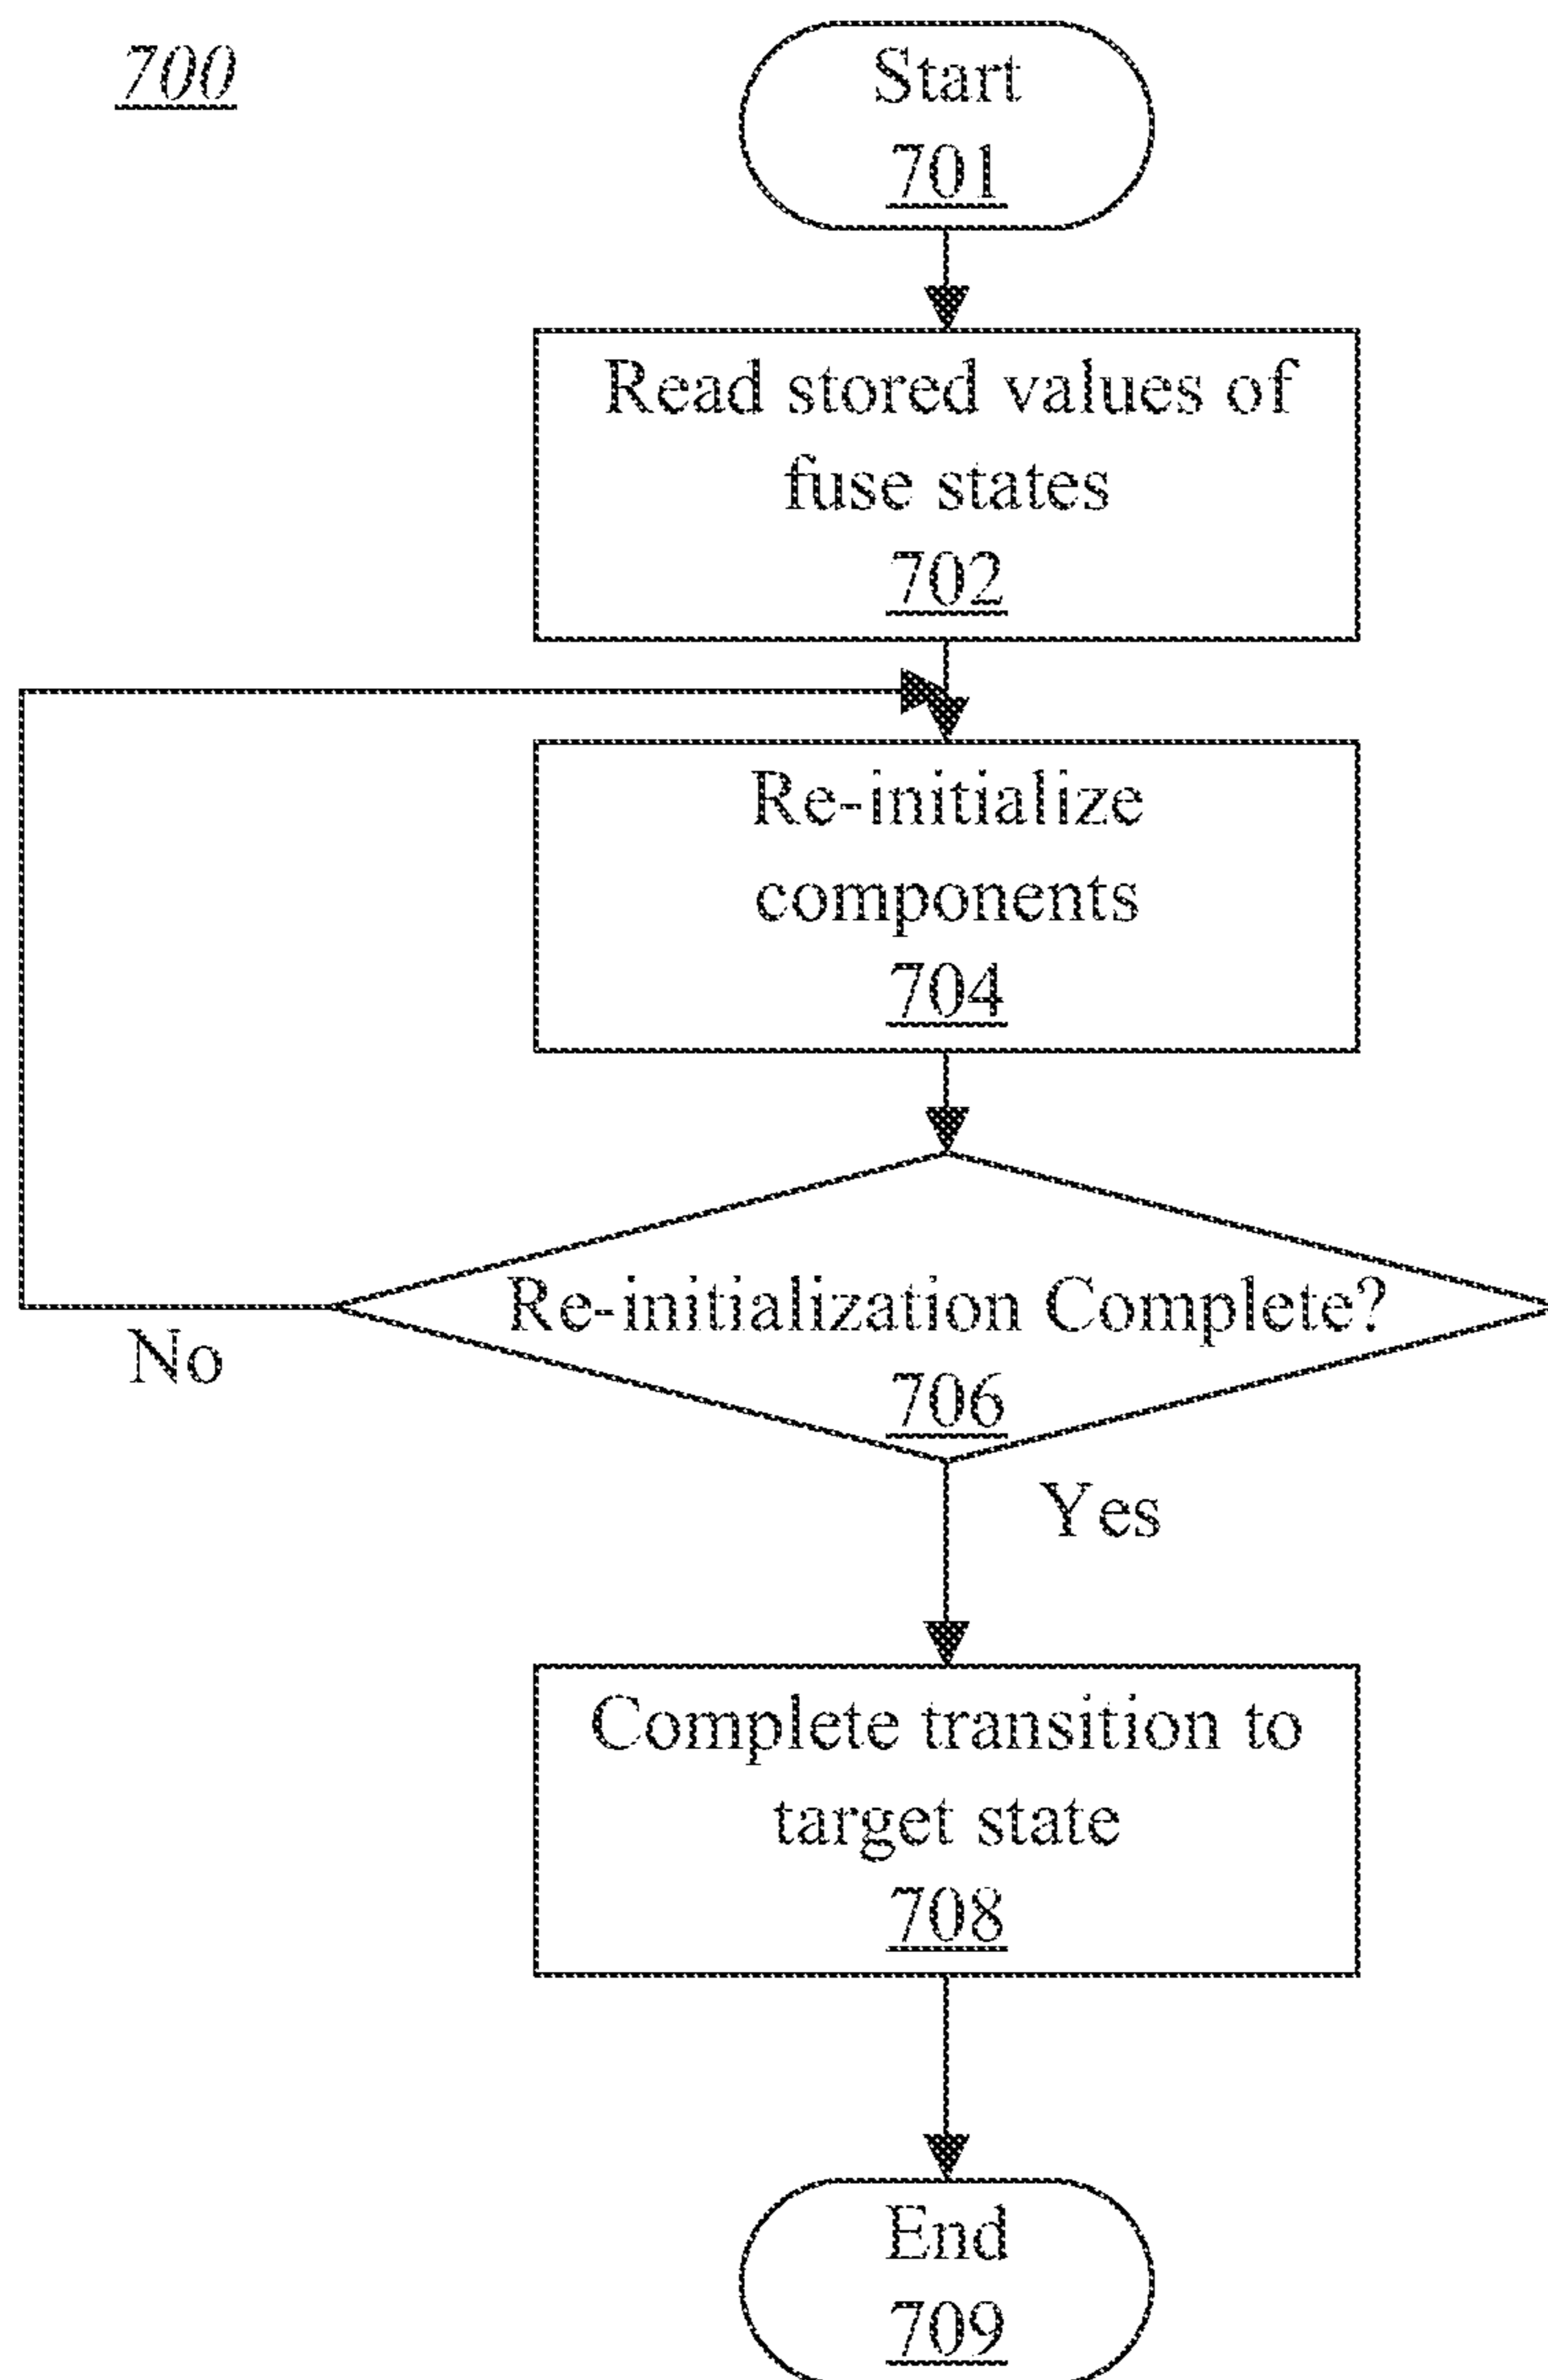 700
Start
701
Read stored values of
fuse states
702
Re-initialize
components
704
Re-initialization Complete?
706
No
Yes
Complete transition to
target state
708
End
709